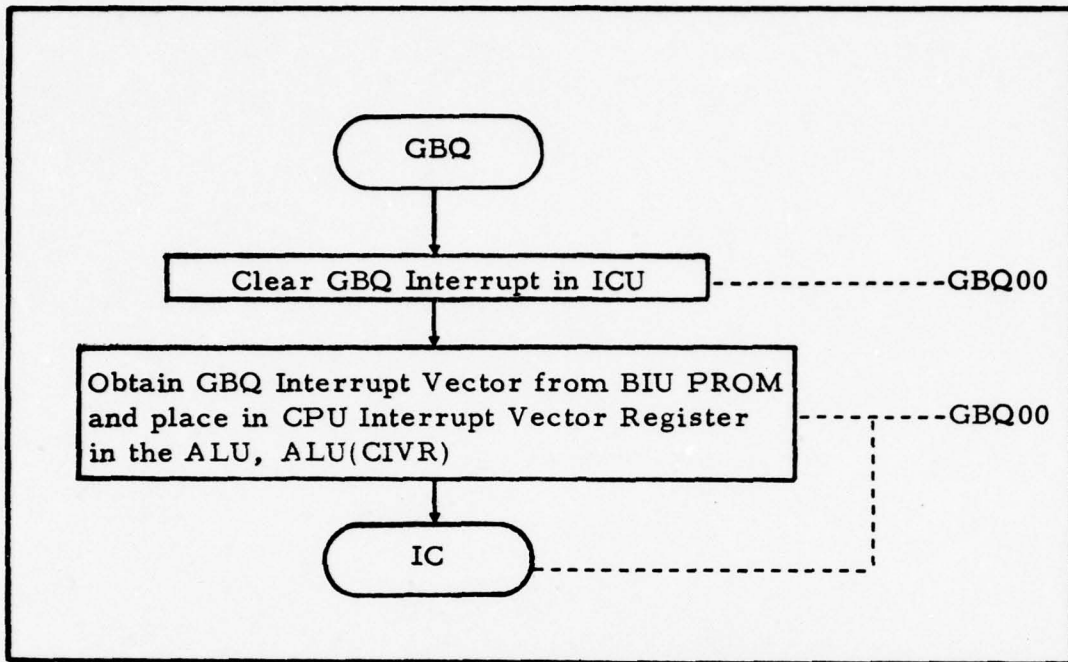 GBQ
Clear GBQ Interrupt in ICU
GBQ00
Obtain GBQ Interrupt Vector from BIU PROM
and place in CPU Interrupt Vector Register
in the ALU, ALU(CIVR)
GBQ00
IC